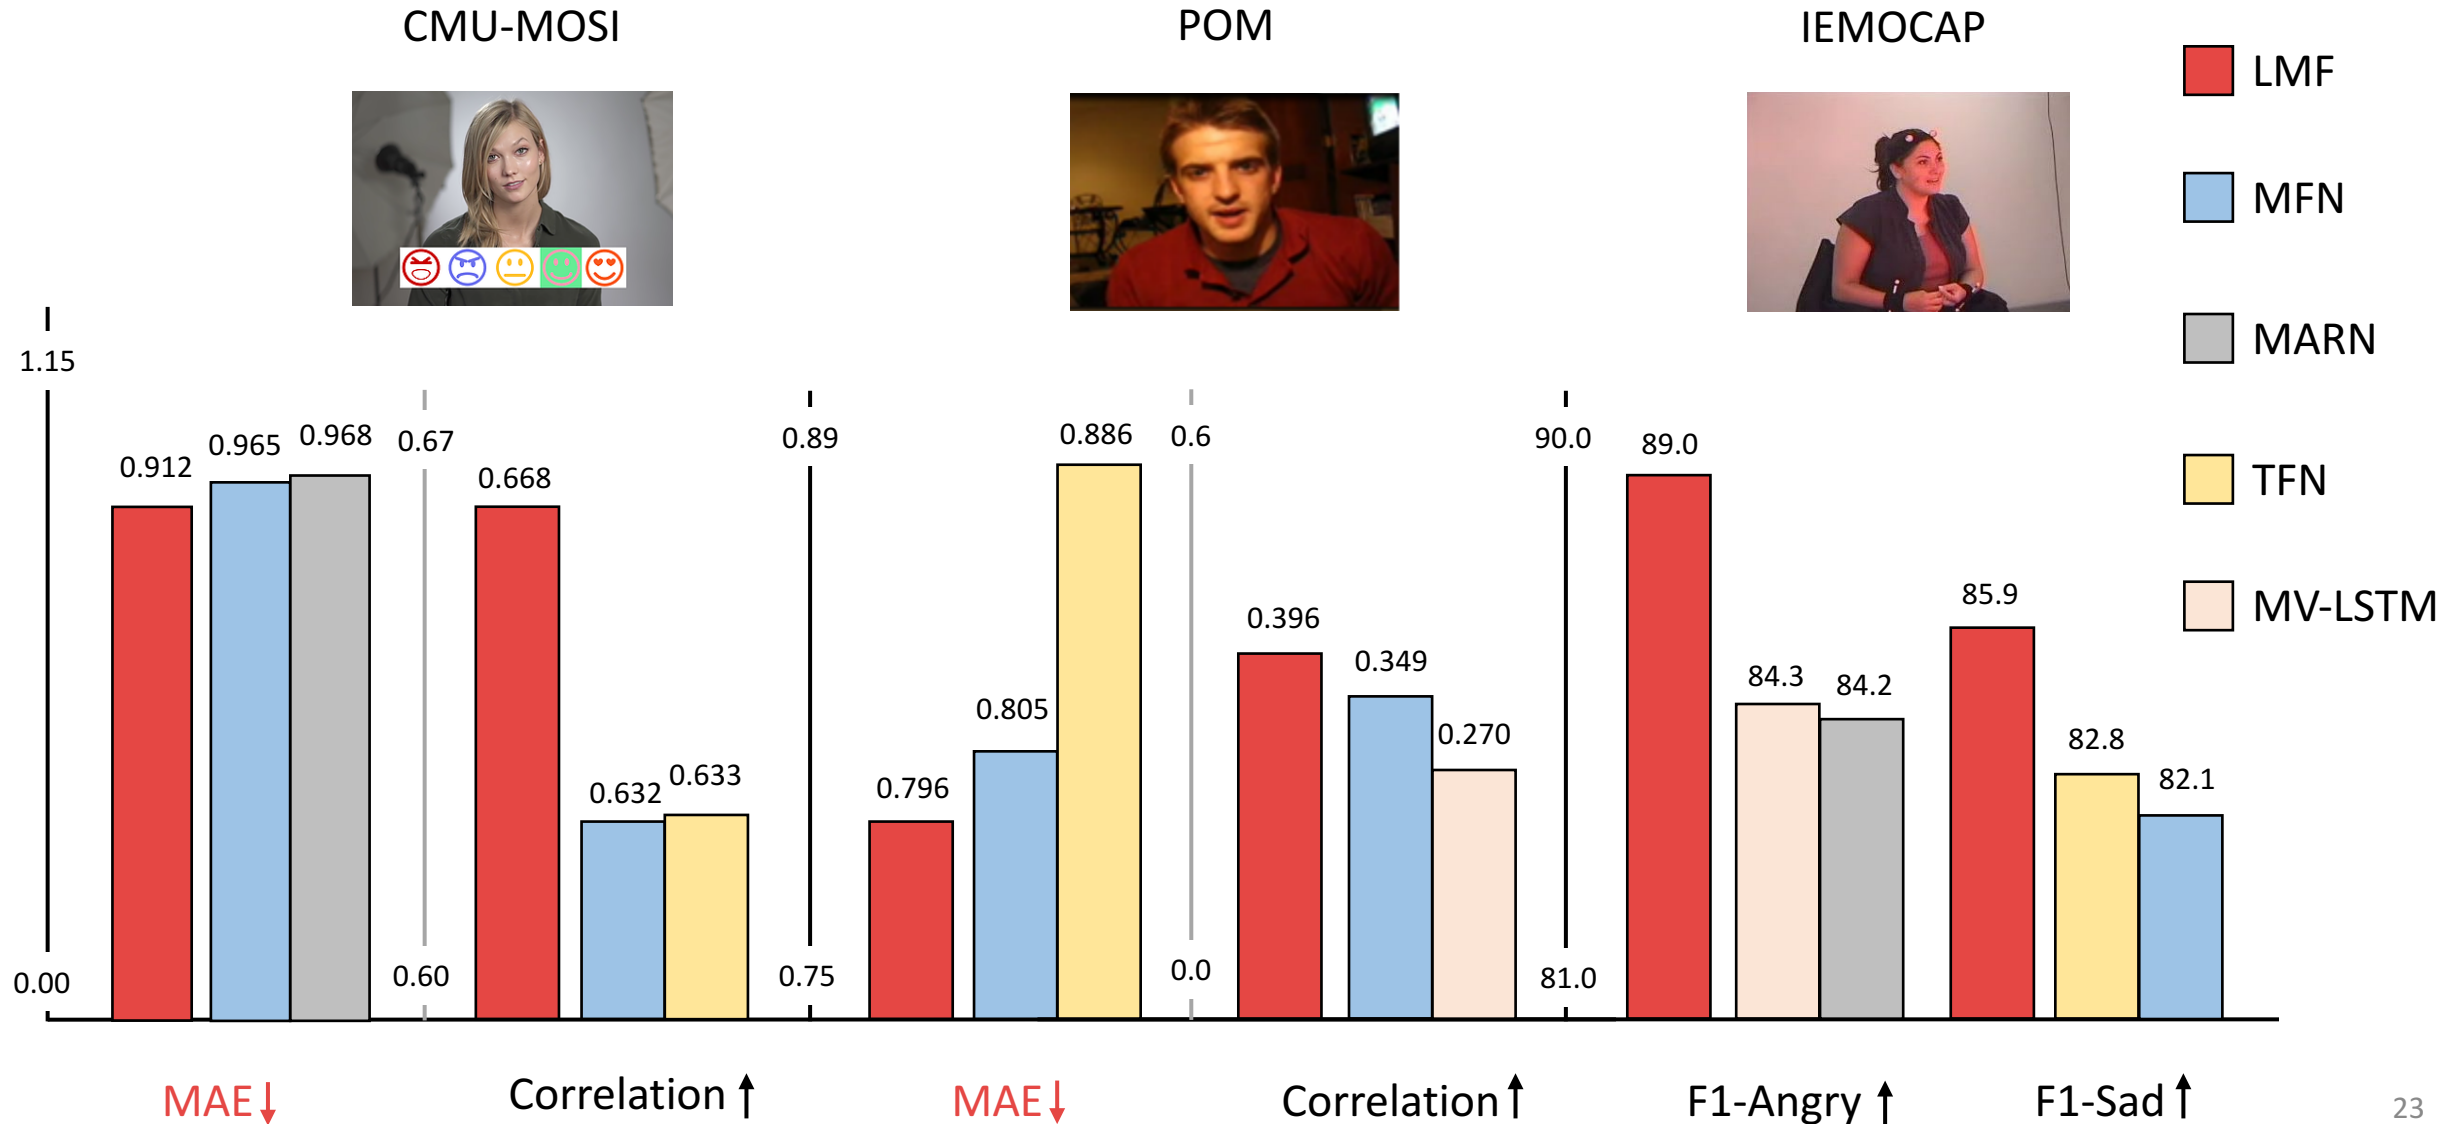 CMU-MOSI
POM
IEMOCAP
LMF
MFN
MARN
TFN
MV-LSTM
1.15
0.00
0.912
0.965
0.968
0.67
0.60
0.668
0.632
0.633
0.89
0.75
0.796
0.805
0.886
0.6
0.0
0.396
0.349
0.270
90.0
81.0
89.0
84.3
84.2
85.9
82.8
82.1
MAE↓
Correlation ↑
MAE↓
Correlation ↑
F1-Angry ↑
F1-Sad ↑
23